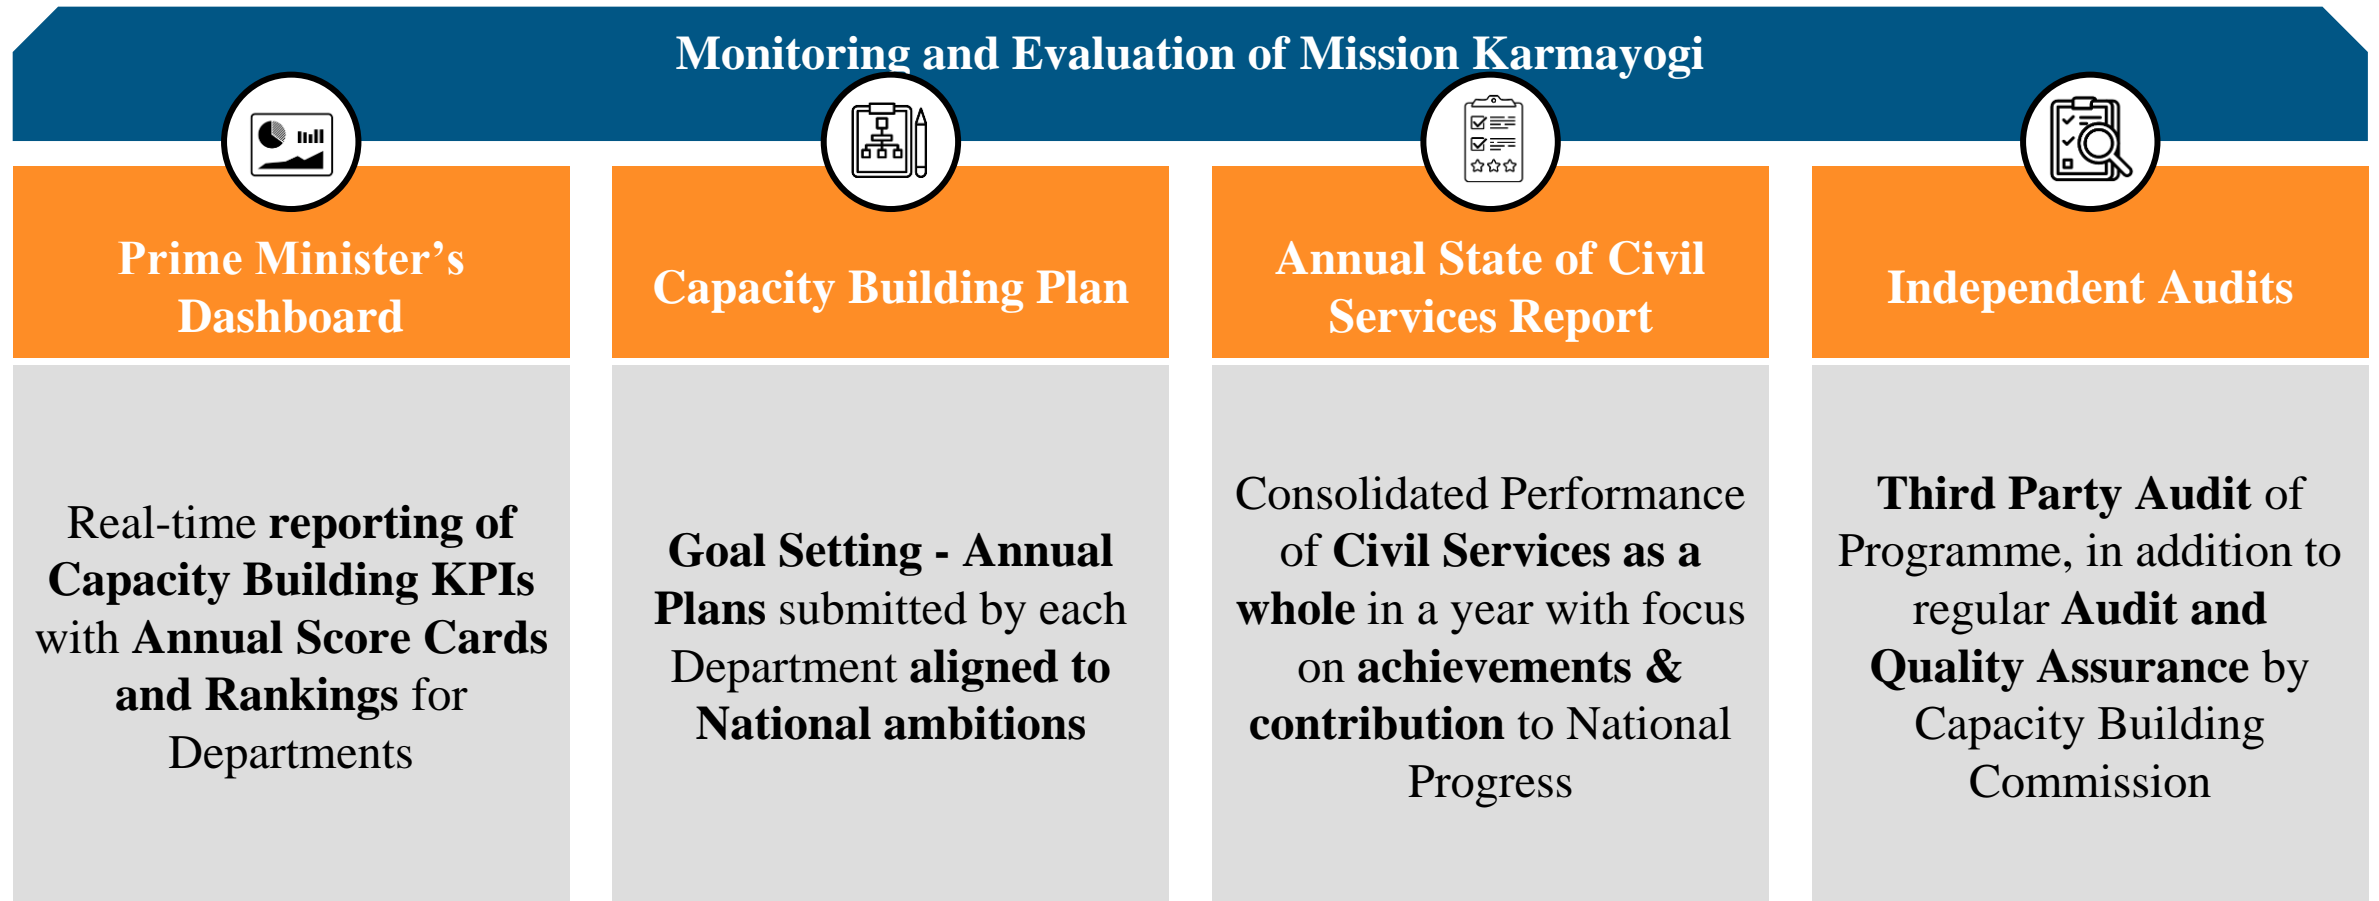 Monitoring and Evaluation of Mission Karmayogi
Prime Minister’s
Dashboard
Real-time reporting of
Capacity Building KPIs
with Annual Score Cards
and Rankings for
Departments
Capacity Building Plan
Goal Setting - Annual
Plans submitted by each
Department aligned to
National ambitions
Annual State of Civil
Services Report
Consolidated Performance
of Civil Services as a
whole in a year with focus
on achievements &
contribution to National
Progress
Independent Audits
Third Party Audit of
Programme, in addition to
regular Audit and
Quality Assurance by
Capacity Building
Commission